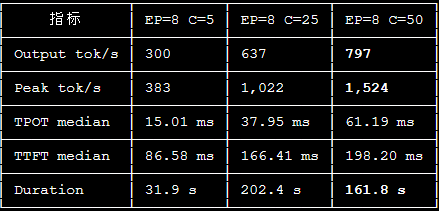 指标 EP=8 C=5 EP=8 C=25 EP=8 C=50
Output tok/s 300 637 797
Peak tok/s 383 1,022 1,524
TPOT median 15.01 ms 37.95 ms 61.19 ms
TTFT median 86.58 ms 166.41 ms 198.20 ms
Duration 31.9 s 202.4 s 161.8 s